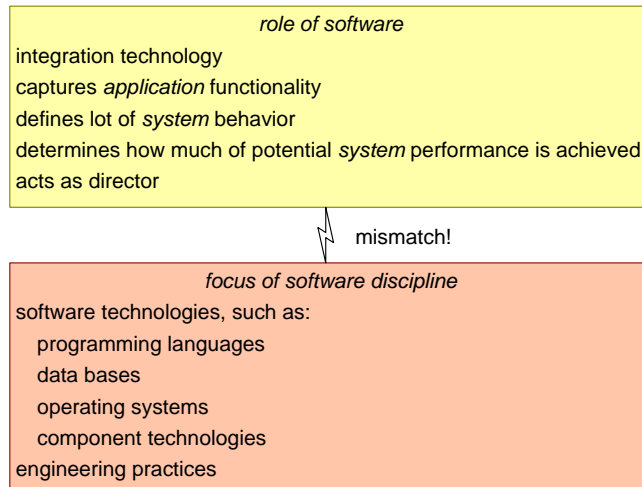 role of software
integration technology
captures application functionality
defines lot of system behavior
determines how much of potential system performance is achieved
acts as director
mismatch!
focus of software discipline
software technologies, such as:
programming languages
data bases
operating systems
component technologies
engineering practices